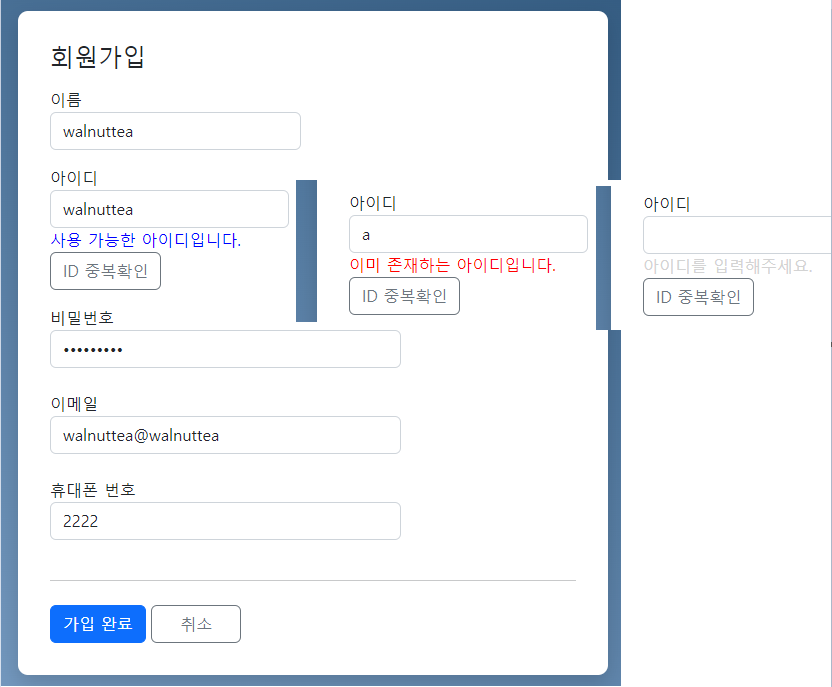 회원가입
이름
walnuttea
아이디
walnuttea
사용 가능한 아이디입니다.
ID 중복확인
아이디
a
이미 존재하는 아이디입니다.
ID 중복확인
아이디
아이디를 입력해주세요.
ID 중복확인
비밀번호
•••••••••
이메일
walnuttea@walnuttea
휴대폰 번호
2222
가입 완료
취소